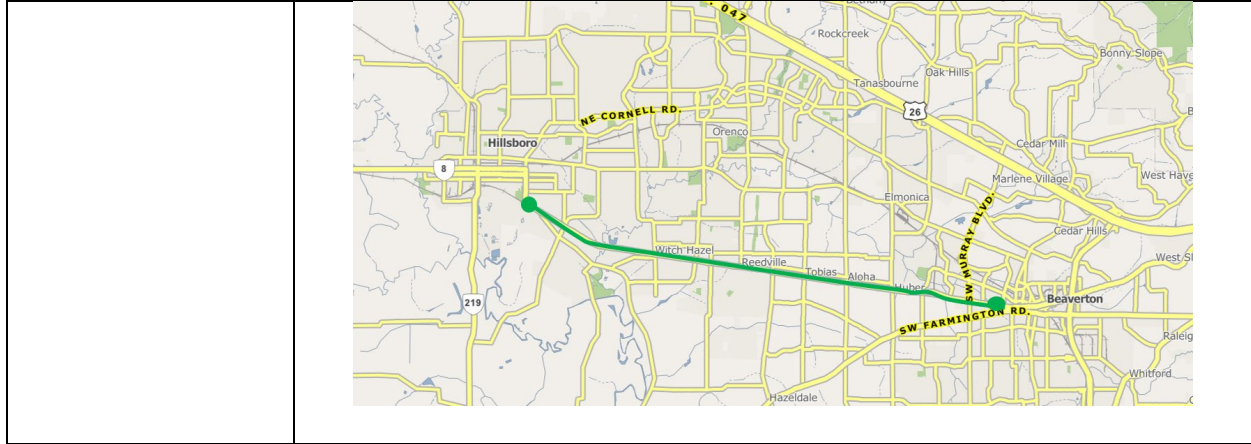 047
Rockcreek
Bonny Slope
Oak Hills
Tanasbourne
26
NE CORNELL RD.
Orenco
Hillsboro
Cedar Mill
8
Marlene Village
West Have
Elmonica
SW MURRAY BLVD.
Cedar Hills
Witch Hazel
Reedville
West Sl
Tobias
Aloha
Huber
219
Beaverton
SW FARMINGTON RD.
Raleig
Whitford
Hazeldale